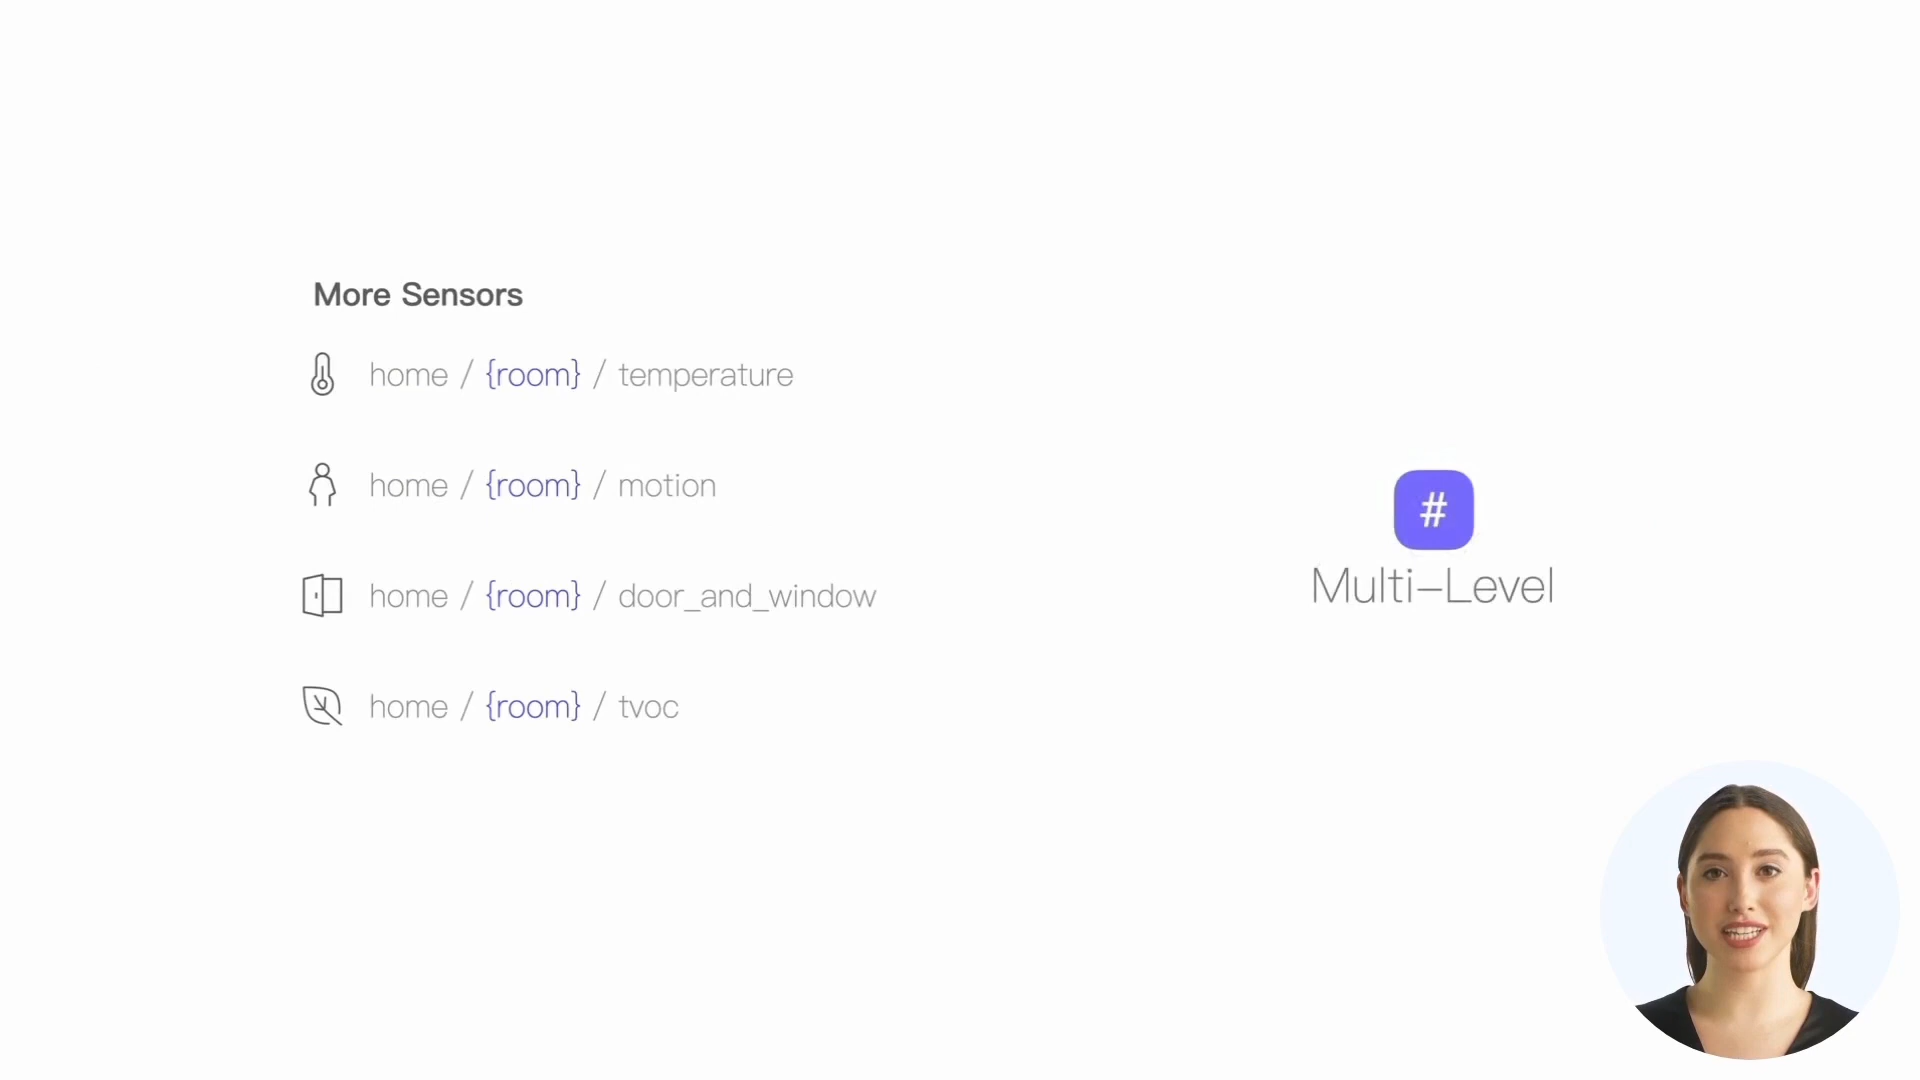 More Sensors
home / {room} / temperature
home / {room} / motion
home / {room} / door_and_window
home / {room} / tvoc
#
Multi-Level